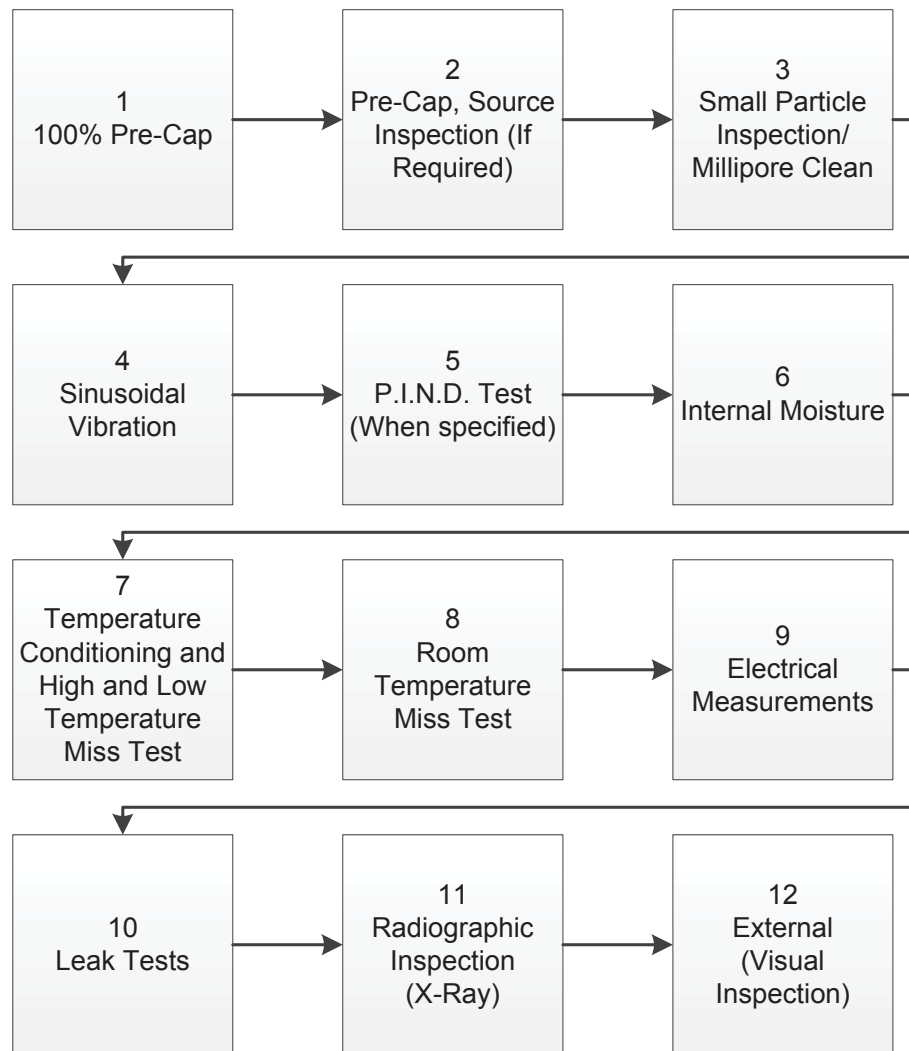 1
100% Pre-Cap
2
Pre-Cap, Source
Inspection (If
Required)
3
Small Particle
Inspection/
Millipore Clean
4
Sinusoidal
Vibration
5
P.I.N.D. Test
(When specified)
6
Internal Moisture
7
Temperature
Conditioning and
High and Low
Temperature
Miss Test
8
Room
Temperature
Miss Test
9
Electrical
Measurements
10
Leak Tests
11
Radiographic
Inspection
(X-Ray)
12
External
(Visual
Inspection)